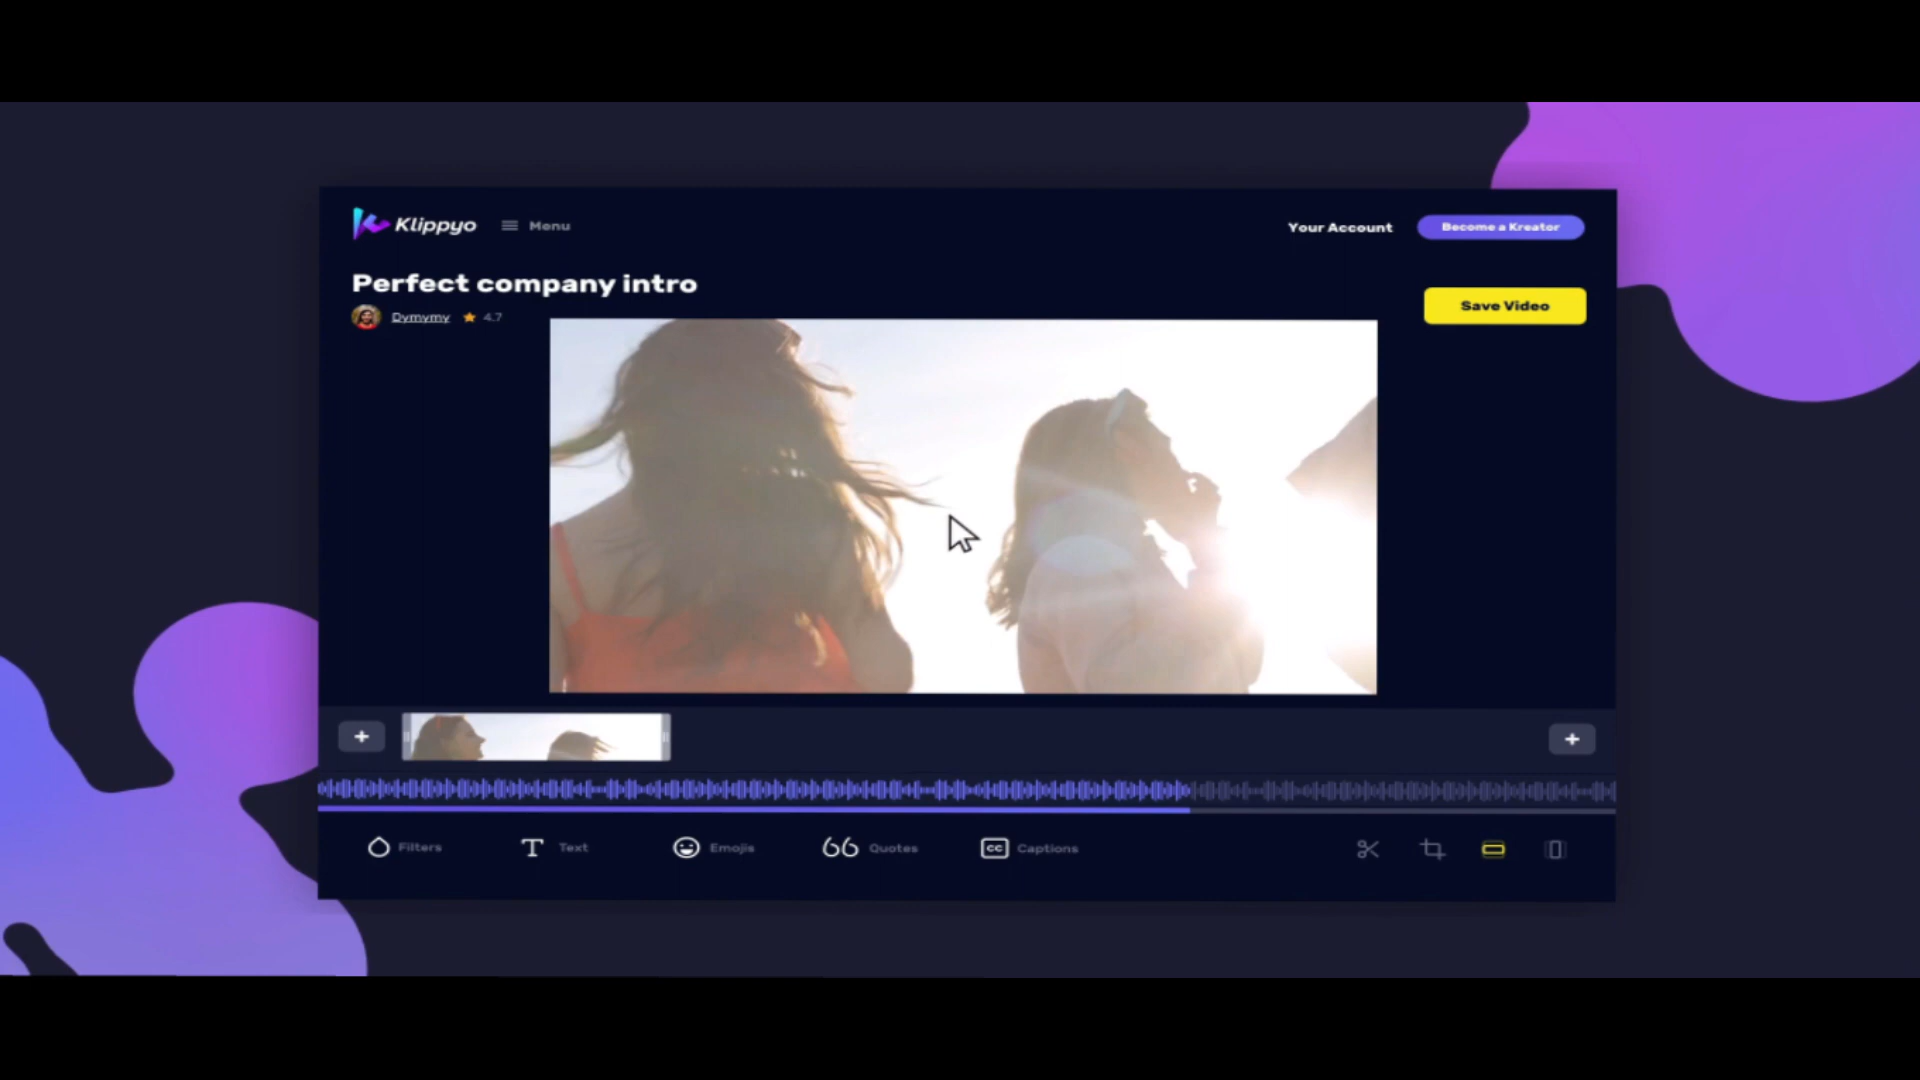 Klippyo
Menu
Your Account
Become a Kreator
Perfect company intro
Dymymy
4.7
Save Video
Filters
Text
Emojis
Quotes
CC
Captions